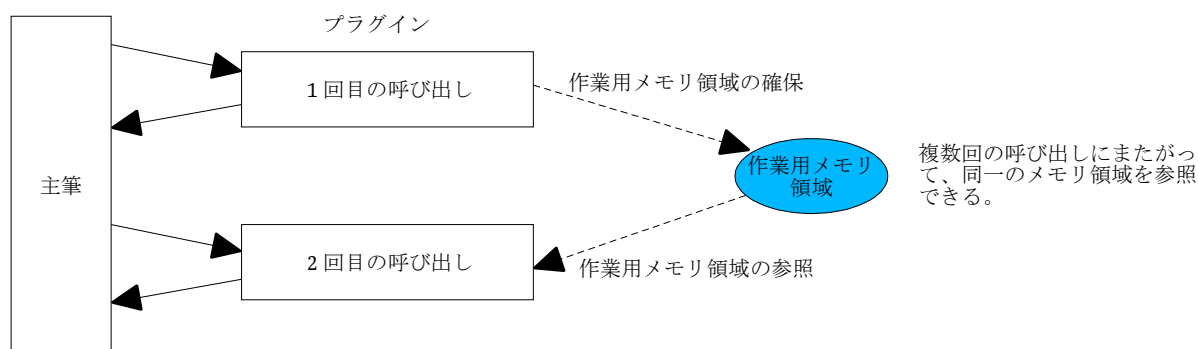 プラグイン
1回目の呼び出し
作業用メモリ領域の確保
主筆
作業用メモリ
領域
複数回の呼び出しにまたがっ
て、同一のメモリ領域を参照
できる。
2回目の呼び出し
作業用メモリ領域の参照